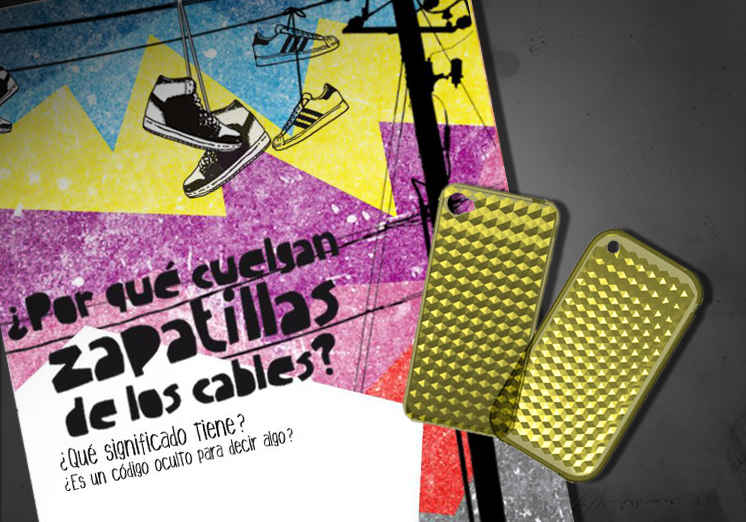 ¿Por qué cuelgan
zapatillas
de los cables?
¿Qué significado tiene?
¿Es un código oculto para decir algo?